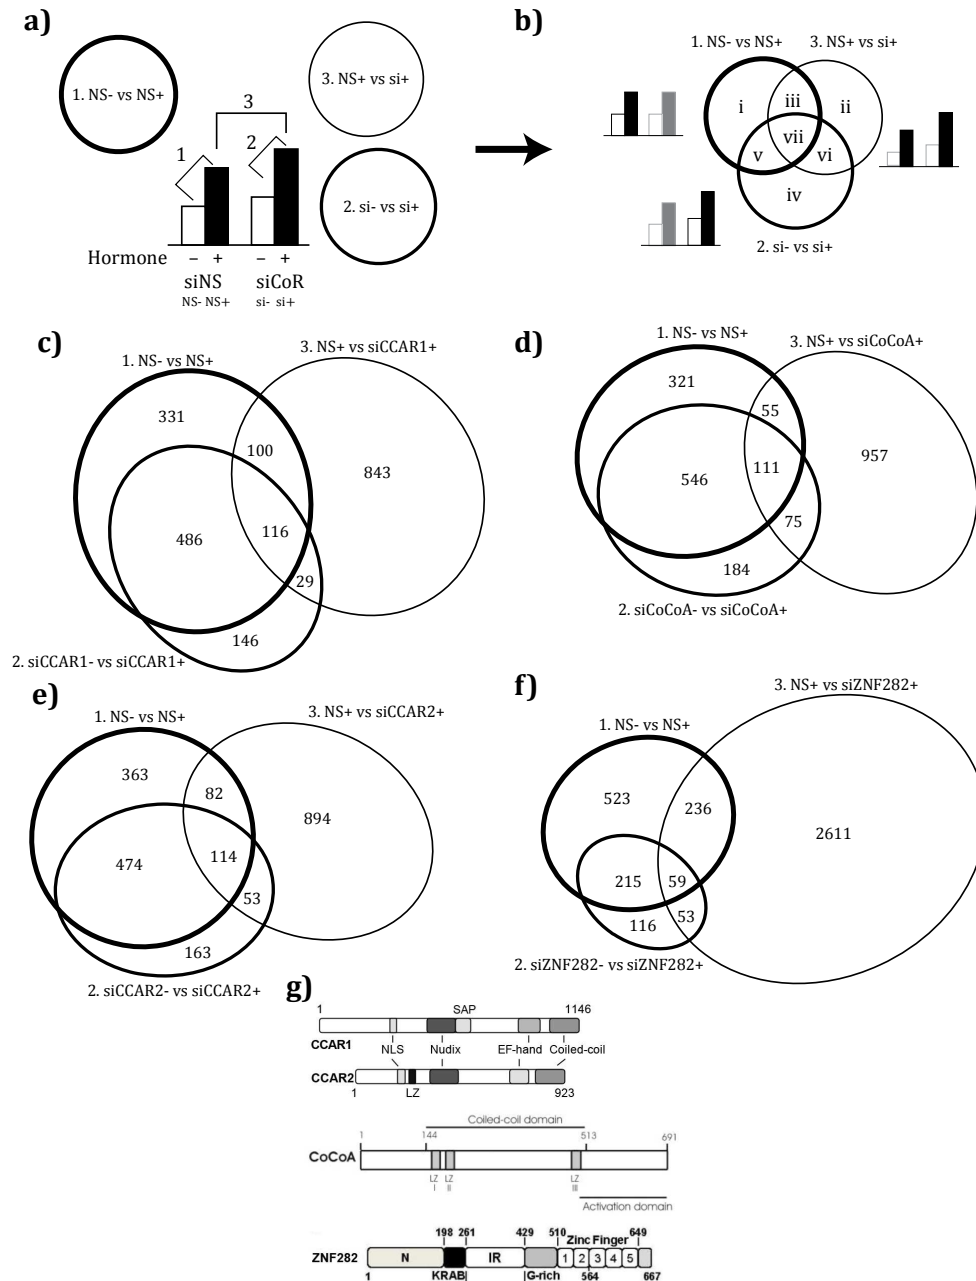 a)
1. NS- vs NS+
3. NS+ vs si+
3
1
2
2. si- vs si+
Hormone
– + – +
siNS siCoR
NS- NS+ si- si+
b)
1. NS- vs NS+
3. NS+ vs si+
i iii ii
vii
v vi
iv
2. si- vs si+
c)
1. NS- vs NS+
3. NS+ vs siCCAR1+
331
100
843
486
116
29
146
2. siCCAR1- vs siCCAR1+
d)
1. NS- vs NS+
3. NS+ vs siCoCoA+
321
55
957
546
111
75
184
2. siCoCoA- vs siCoCoA+
e)
1. NS- vs NS+
3. NS+ vs siCCAR2+
363
82
894
474
114
53
163
2. siCCAR2- vs siCCAR2+
f)
3. NS+ vs siZNF282+
1. NS- vs NS+
523
236
2611
215
59
53
116
2. siZNF282- vs siZNF282+
g)
1 SAP 1146
CCAR1
NLS Nudix EF-hand Coiled-coil
CCAR2
1 LZ 923
Coiled-coil domain
1 144 513 691
CoCoA
LZ LZ LZ
I II III
Activation domain
198 261 429 510 649
Zinc Finger
ZNF282 N IR 1 2 3 4 5
1 KRAB G-rich 564 667